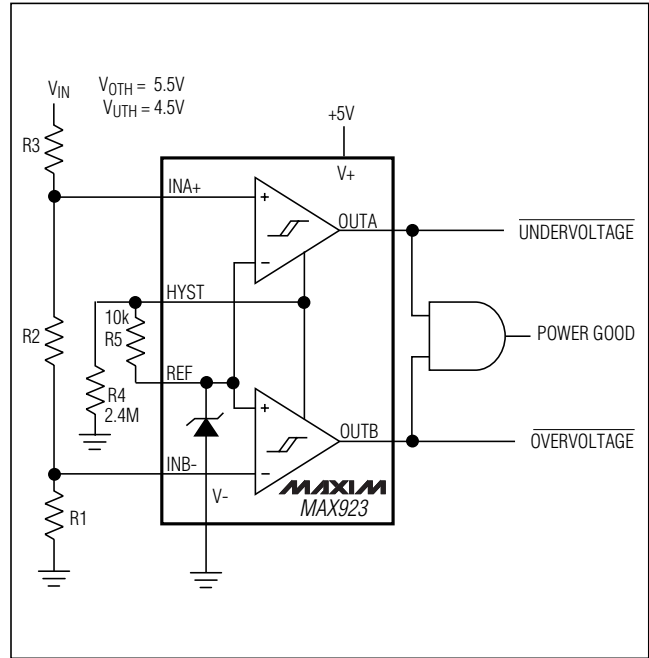 VIN
VOTH = 5.5V
VUTH = 4.5V
+5V
R3
V+
INA+
+
OUTA
UNDERVOLTAGE
−
HYST
10k
R5
R2
POWER GOOD
REF
R4
2.4M
+
OUTB
OVERVOLTAGE
INB-
−
V-
MAXIM
MAX923
R1